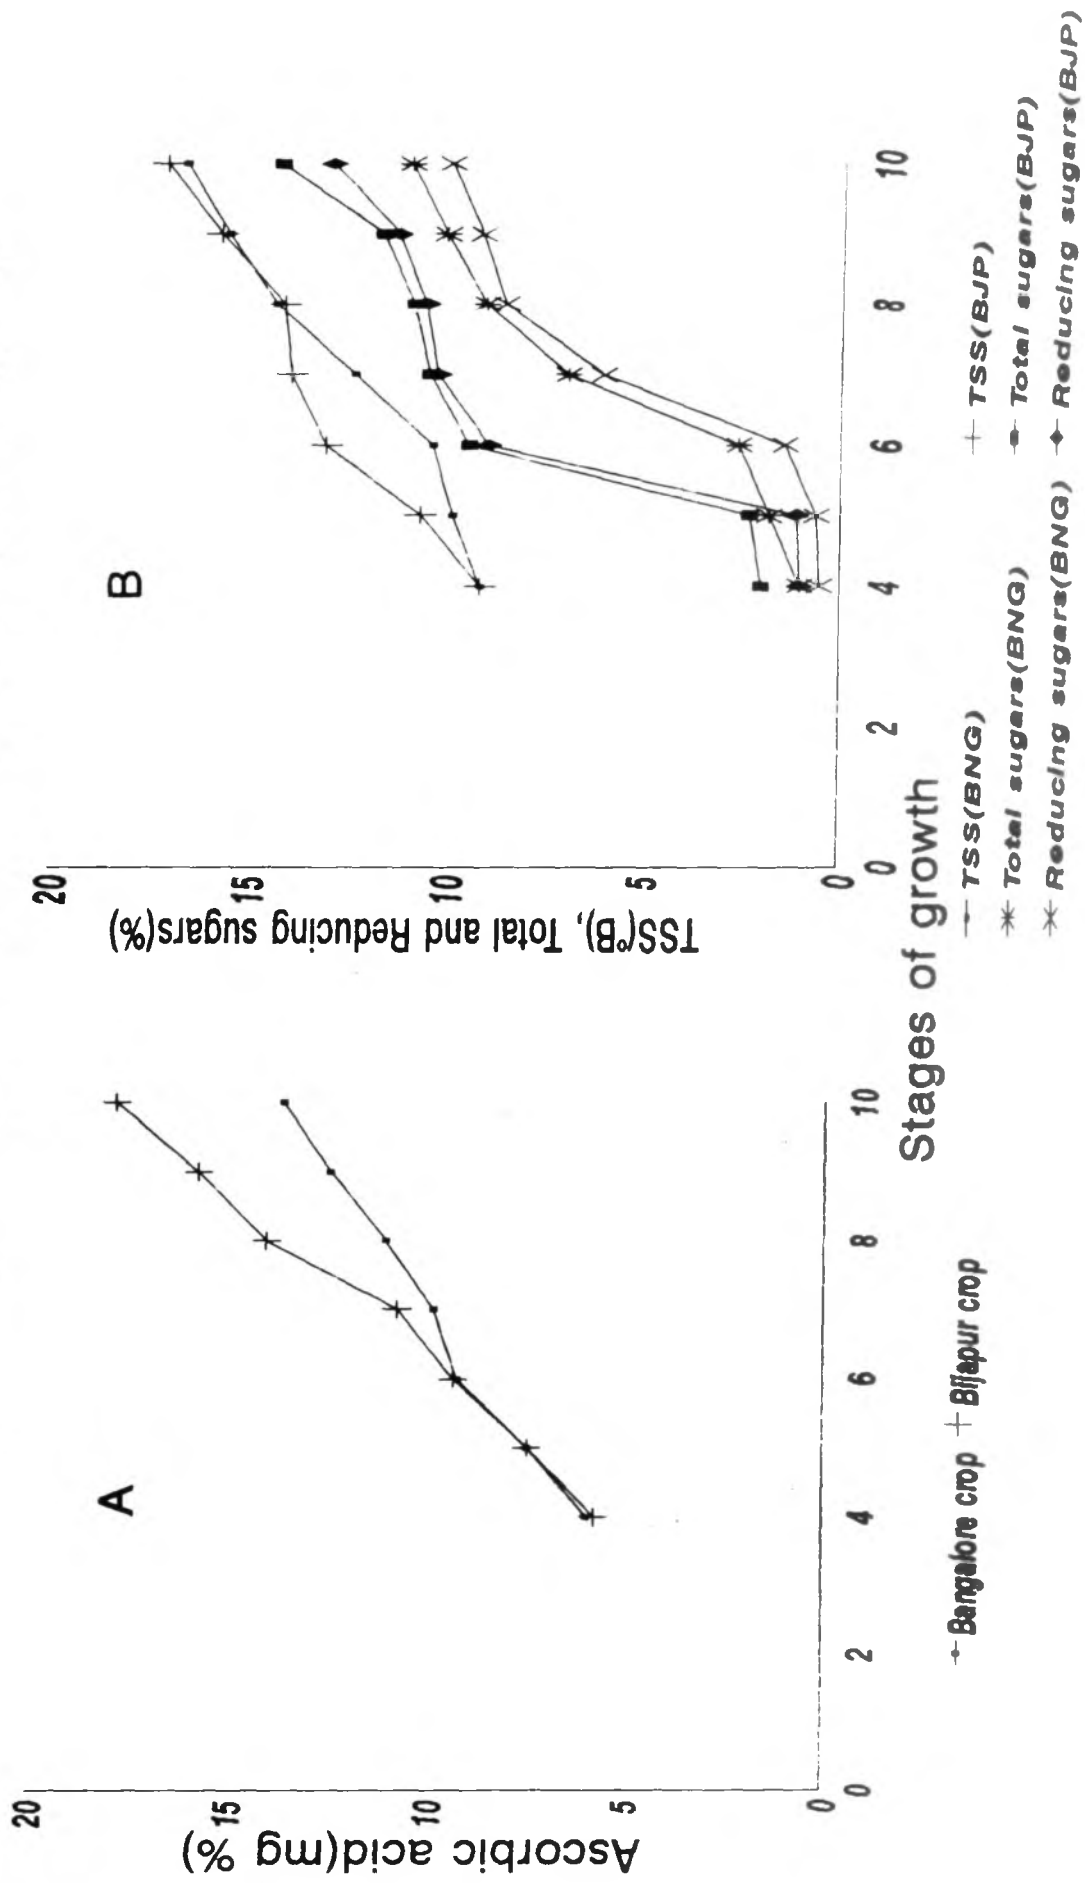 A
Ascorbic acid(mg %)
20
15
10
5
0
0 2 4 6 8 10
Bangalore crop Bijapur crop
B
TSS(ºB), Total and Reducing sugars(%)
20
15
10
5
0
0 2 4 6 8 10
Stages of growth
TSS(BNG) TSS(BJP)
Total sugars(BNG) Total sugars(BJP)
Reducing sugars(BNG) Reducing sugars(BJP)